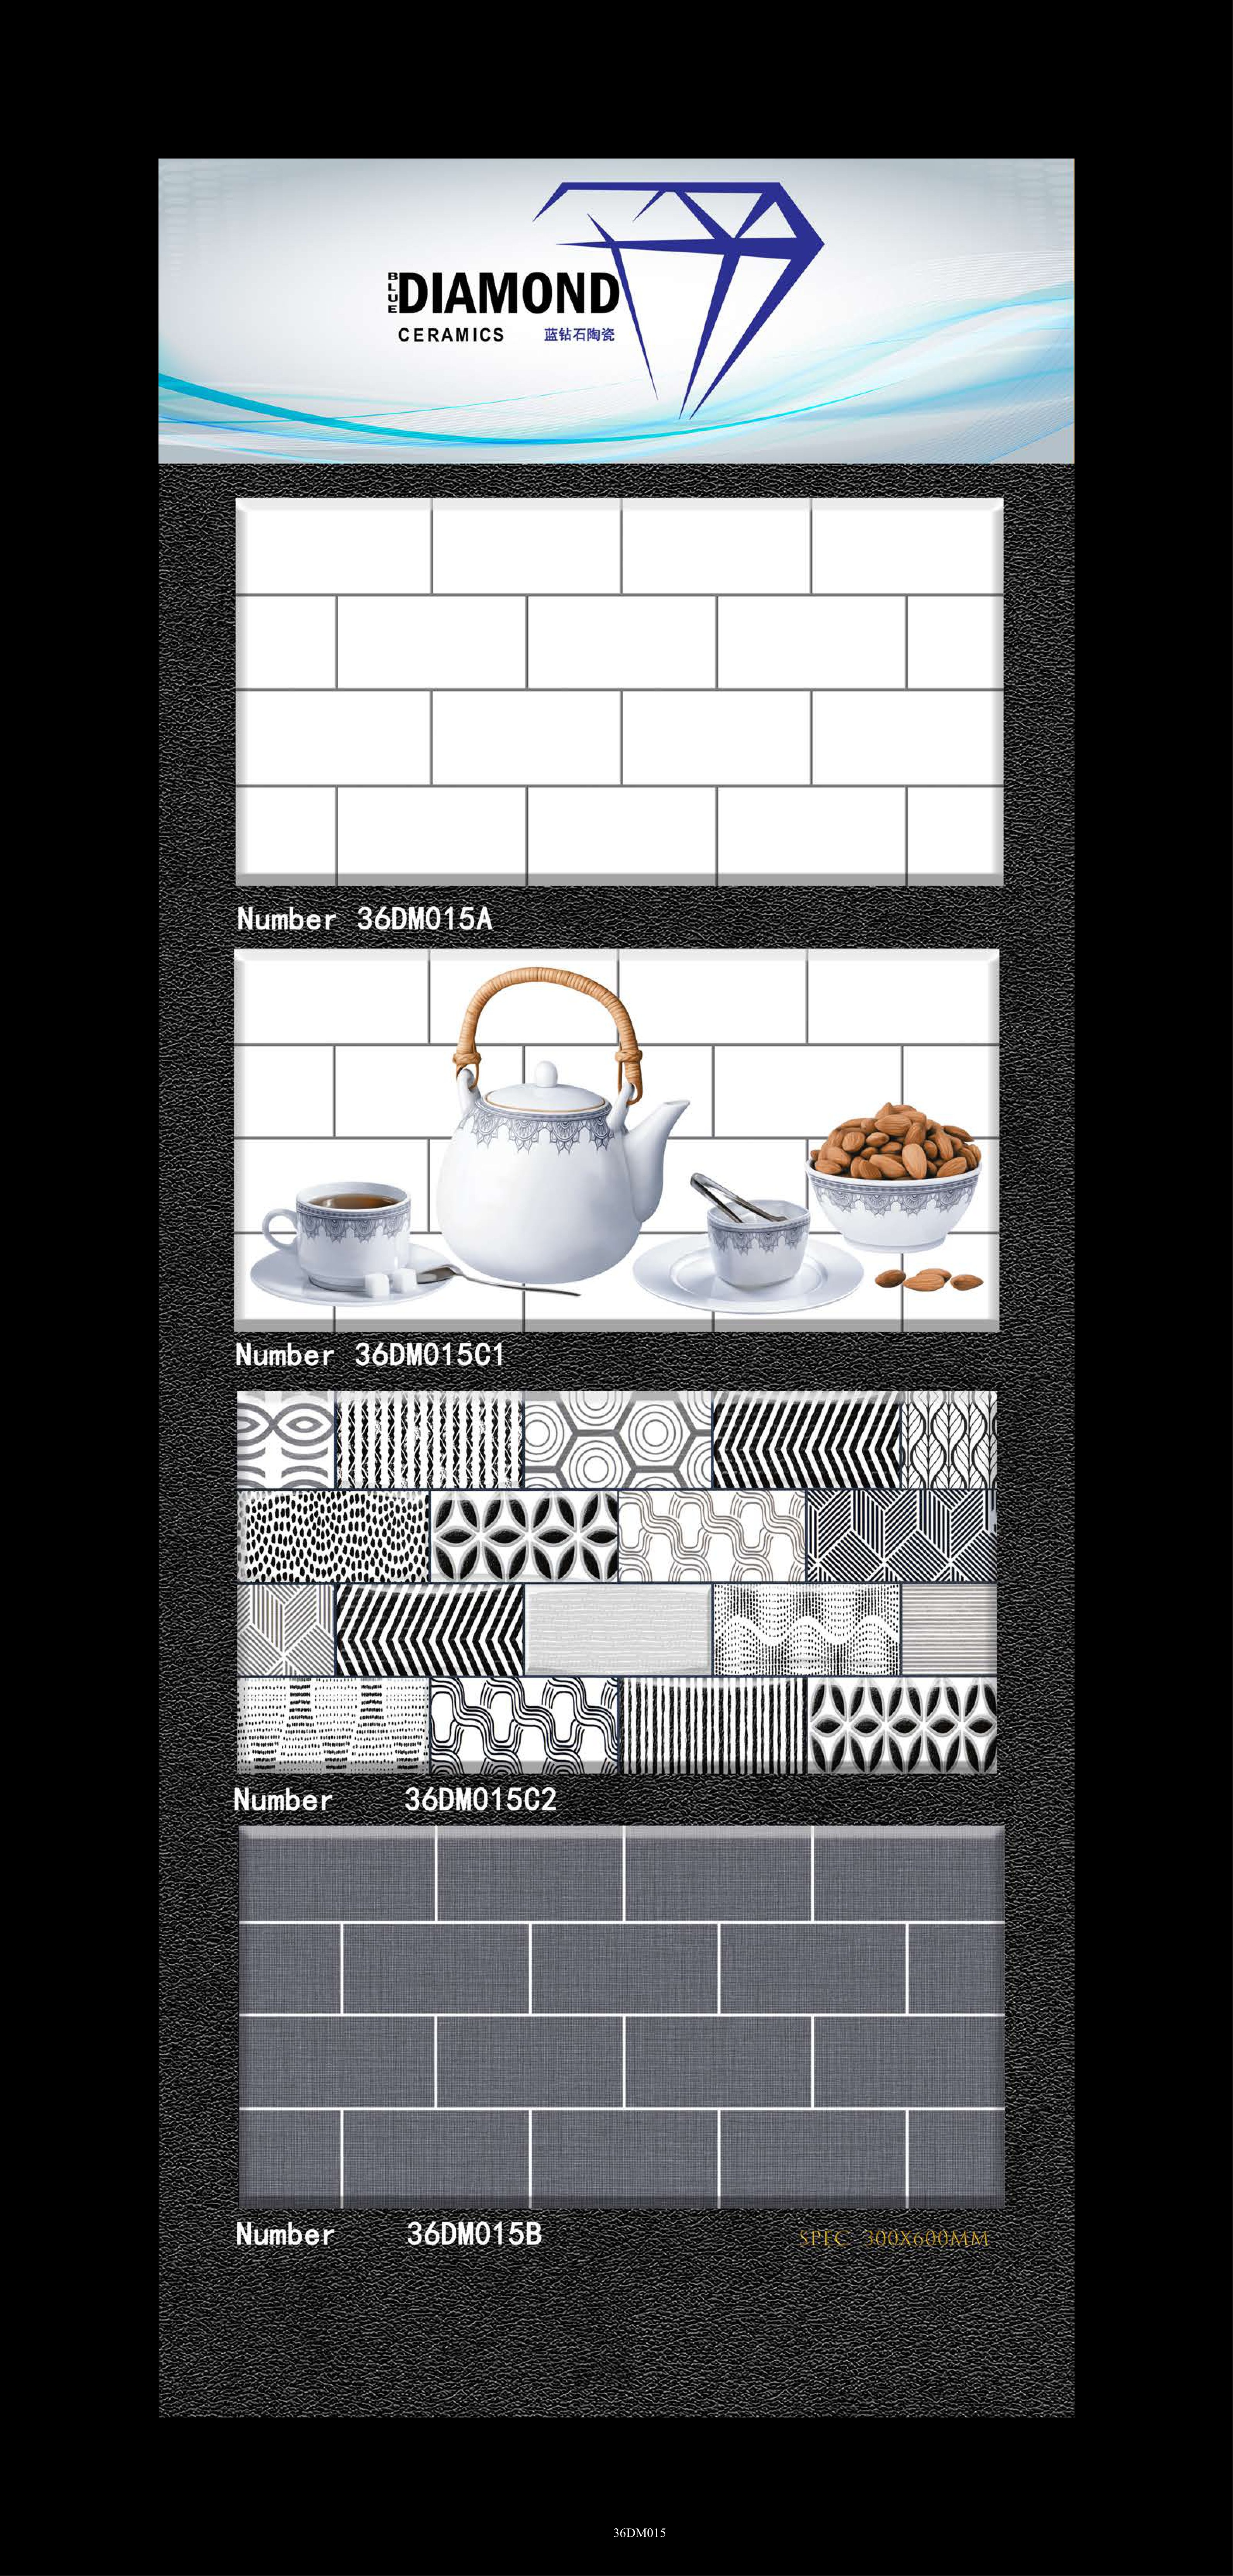 BLUE
DIAMOND
CERAMICS 蓝钻石陶瓷
Number 36DM015A
Number 36DM015C1
Number 36DM015C2
Number 36DM015B
SPEC 300X600MM
36DM015